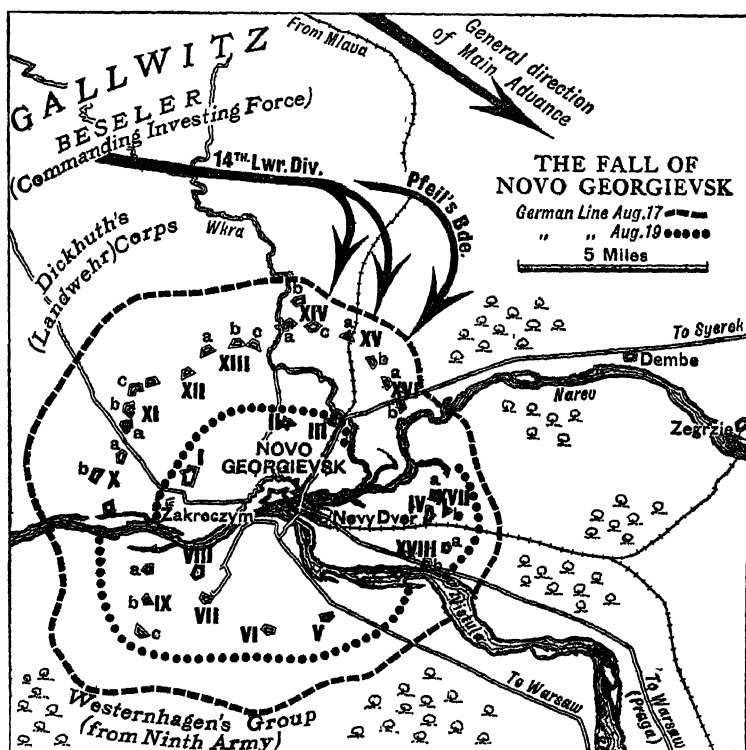 From Mlava
General direction
of Main Advance
GALLWITZ
BESELER
(Commanding Investing Force)
14TH. Lwr. Div.
Pfeil's Bde.
THE FALL OF
NOVO GEORGIEVSK
German Line Aug. 17
„ „ Aug. 19
5 Miles
Dickhuth's
(Landwehr) Corps
Wkra
b
XIV
a
c
a
XV
a
b
c
XIII
b
a
XVI
b
XII
c
b
XI
a
To Syerok
Dembe
Narev
Zegrzie
II
III
NOVO
GEORGIEVSK
I
a
b
X
Zakroczym
Novy Dvor
a
XVII
IV
b
XVIII
a
b
VIII
a
b
IX
c
VII
VI
V
Vistula
To Warsaw
To Warsaw
(Praga)
Westernhagen's Group
(from Ninth Army)